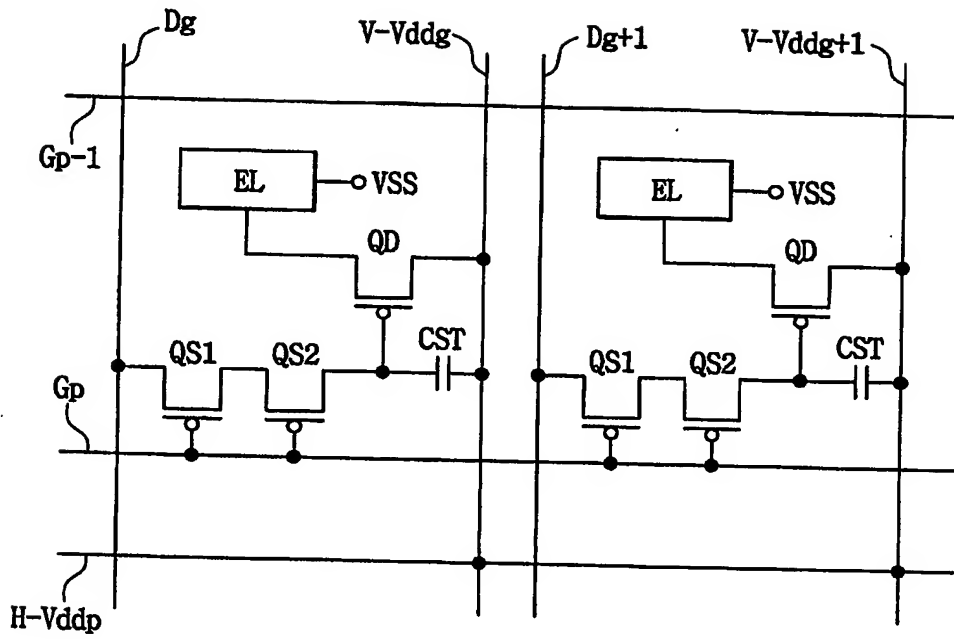 Dg
V-Vddg
Dg+1
V-Vddg+1
Gp-1
EL
VSS
EL
VSS
QD
QD
QS1
QS2
CST
QS1
QS2
CST
Gp
H-Vddp